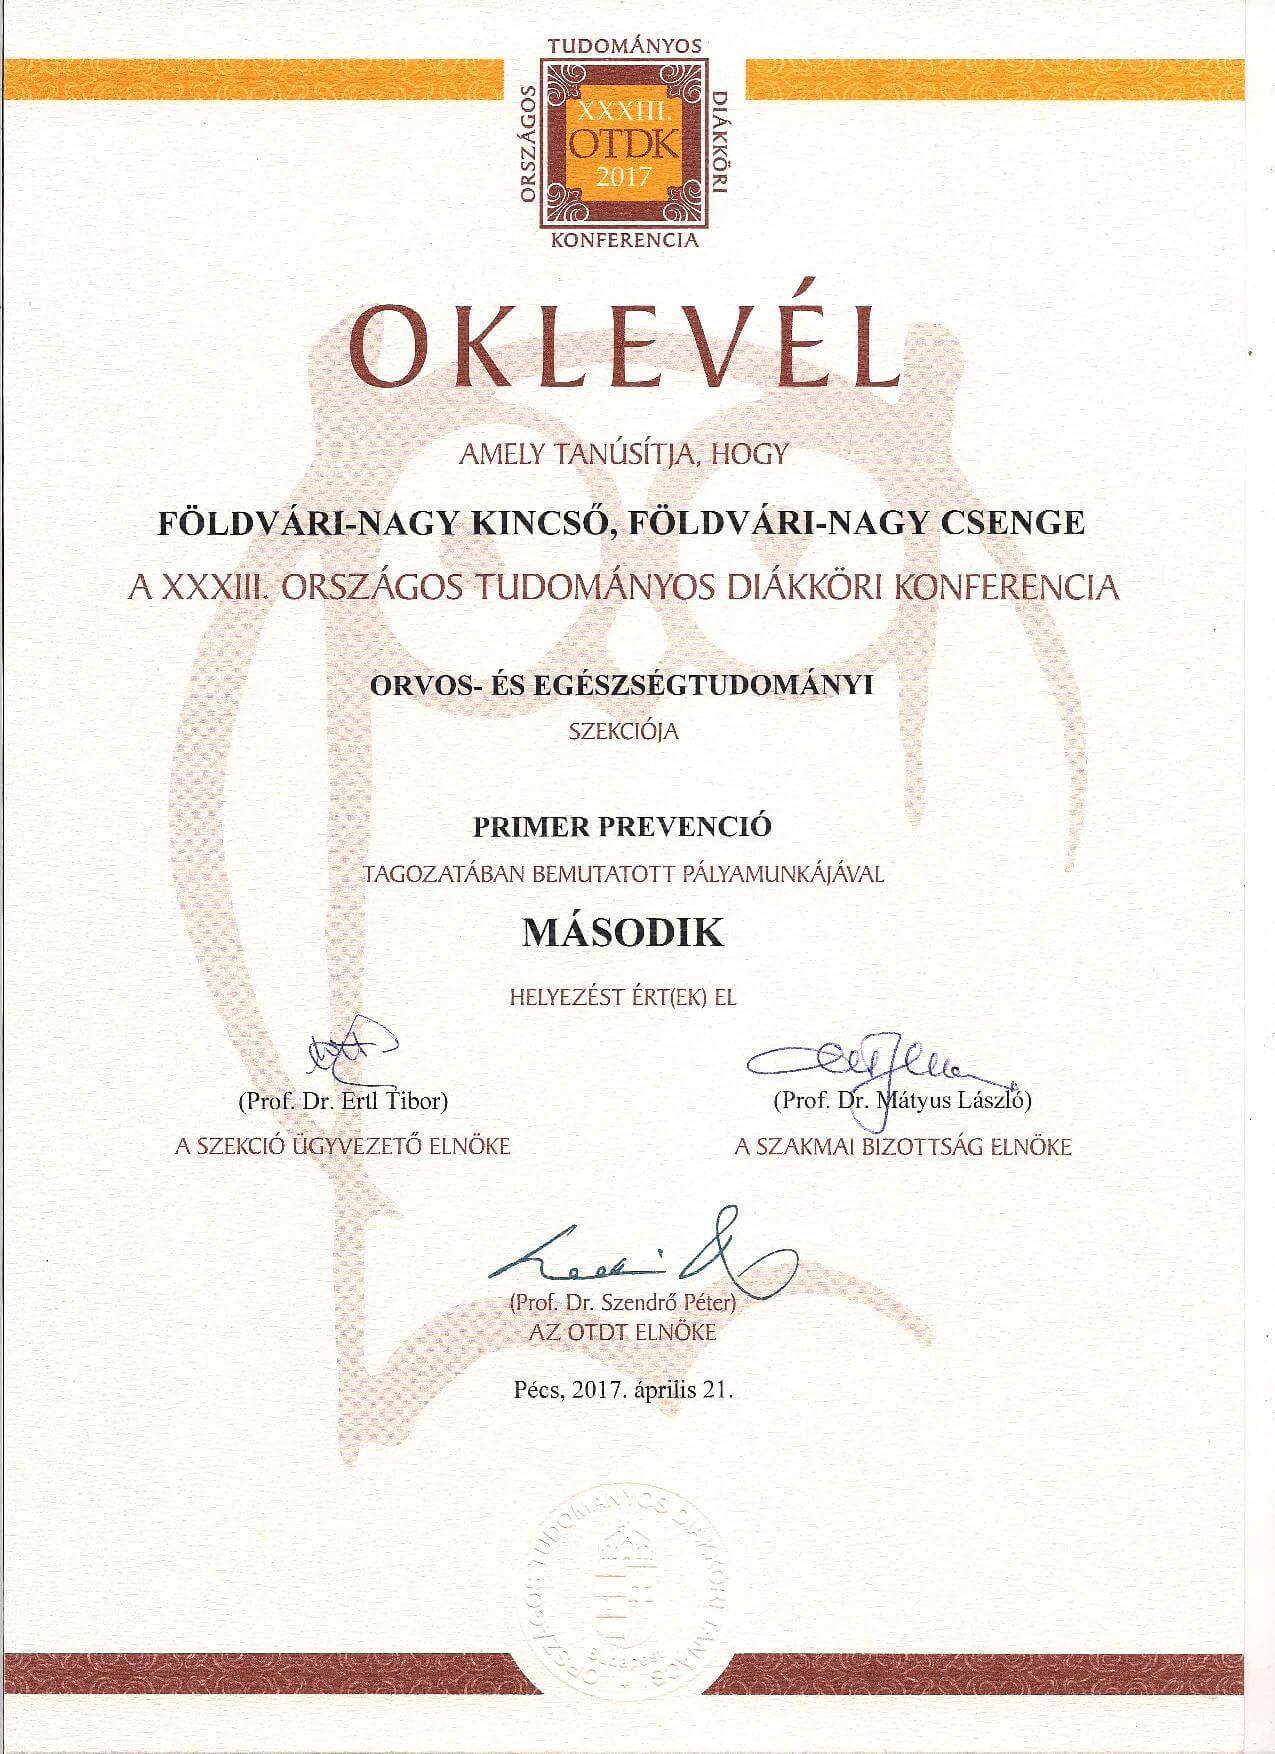 TUDOMÁNYOS
ORSZÁGOS
XXXIII.
OTDK
2017
DIÁKKÖRI
KONFERENCIA
OKLEVÉL
AMELY TANÚSÍTJA, HOGY
FÖLDVÁRI-NAGY KINCSŐ, FÖLDVÁRI-NAGY CSENGE
A XXXIII. ORSZÁGOS TUDOMÁNYOS DIÁKKÖRI KONFERENCIA
ORVOS- ÉS EGÉSZSÉGTUDOMÁNYI
SZEKCIÓJA
PRIMER PREVENCIÓ
TAGOZATÁBAN BEMUTATOTT PÁLYAMUNKÁJÁVAL
MÁSODIK
HELYEZÉST ÉRT(EK) EL
(Prof. Dr. Ertl Tibor)
A SZEKCIÓ ÜGYVEZETŐ ELNÖKE
(Prof. Dr. Mátyus László)
A SZAKMAI BIZOTTSÁG ELNÖKE
(Prof. Dr. Szendrő Péter)
AZ OTDT ELNÖKE
Pécs, 2017. április 21.
ORSZÁGOS TUDOMÁNYOS DIÁKKÖRI TANÁCS
Budapest